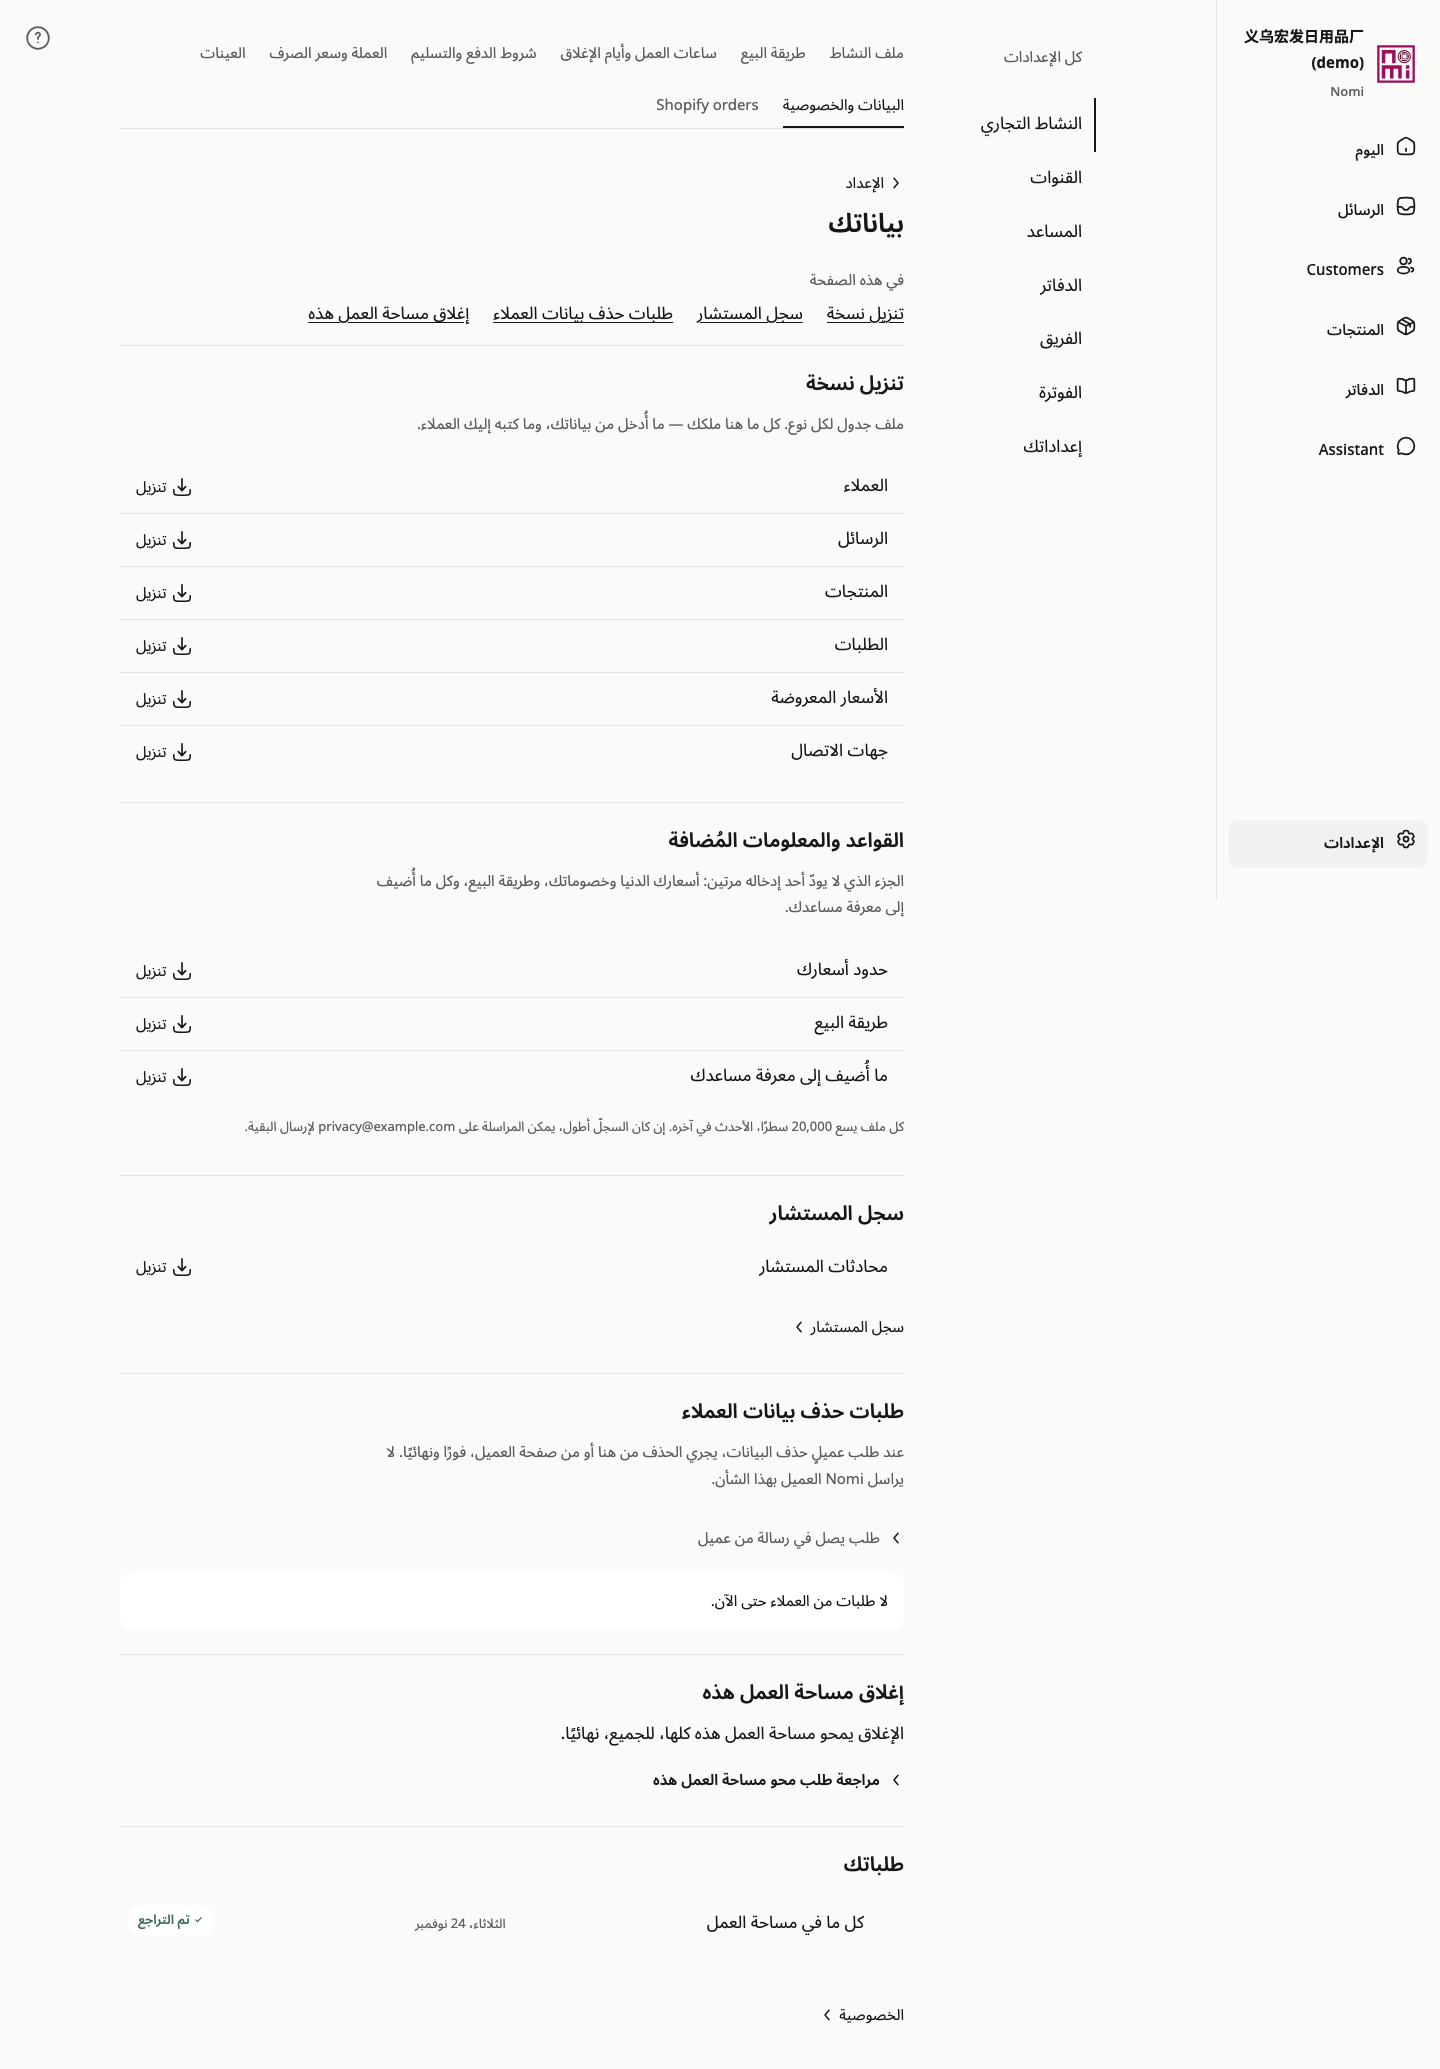 义乌宏发日用品厂
(demo)
Nomi
اليوم
الرسائل
Customers
المنتجات
الدفاتر
Assistant
الإعدادات
كل الإعدادات
النشاط التجاري
القنوات
المساعد
الدفاتر
الفريق
الفوترة
إعداداتك
ملف النشاط
طريقة البيع
ساعات العمل وأيام الإغلاق
شروط الدفع والتسليم
العملة وسعر الصرف
العينات
البيانات والخصوصية
Shopify orders
الإعداد
بياناتك
في هذه الصفحة
تنزيل نسخة
سجل المستشار
طلبات حذف بيانات العملاء
إغلاق مساحة العمل هذه
تنزيل نسخة
ملف جدول لكل نوع. كل ما هنا ملكك — ما أُدخل من بياناتك، وما كتبه إليك العملاء.
العملاء
تنزيل
الرسائل
تنزيل
المنتجات
تنزيل
الطلبات
تنزيل
الأسعار المعروضة
تنزيل
جهات الاتصال
تنزيل
القواعد والمعلومات المُضافة
الجزء الذي لا يودّ أحد إدخاله مرتين: أسعارك الدنيا وخصوماتك، وطريقة البيع، وكل ما أُضيف
إلى معرفة مساعدك.
حدود أسعارك
تنزيل
طريقة البيع
تنزيل
ما أُضيف إلى معرفة مساعدك
تنزيل
كل ملف يسع 20,000 سطرًا، الأحدث في آخره. إن كان السجلّ أطول، يمكن المراسلة على privacy@example.com لإرسال البقية.
سجل المستشار
محادثات المستشار
تنزيل
سجل المستشار
طلبات حذف بيانات العملاء
عند طلب عميلٍ حذف البيانات، يجري الحذف من هنا أو من صفحة العميل، فورًا ونهائيًا. لا
يراسل Nomi العميل بهذا الشأن.
طلب يصل في رسالة من عميل
لا طلبات من العملاء حتى الآن.
إغلاق مساحة العمل هذه
الإغلاق يمحو مساحة العمل هذه كلها، للجميع، نهائيًا.
مراجعة طلب محو مساحة العمل هذه
طلباتك
كل ما في مساحة العمل
الثلاثاء، 24 نوفمبر
تم التراجع
الخصوصية